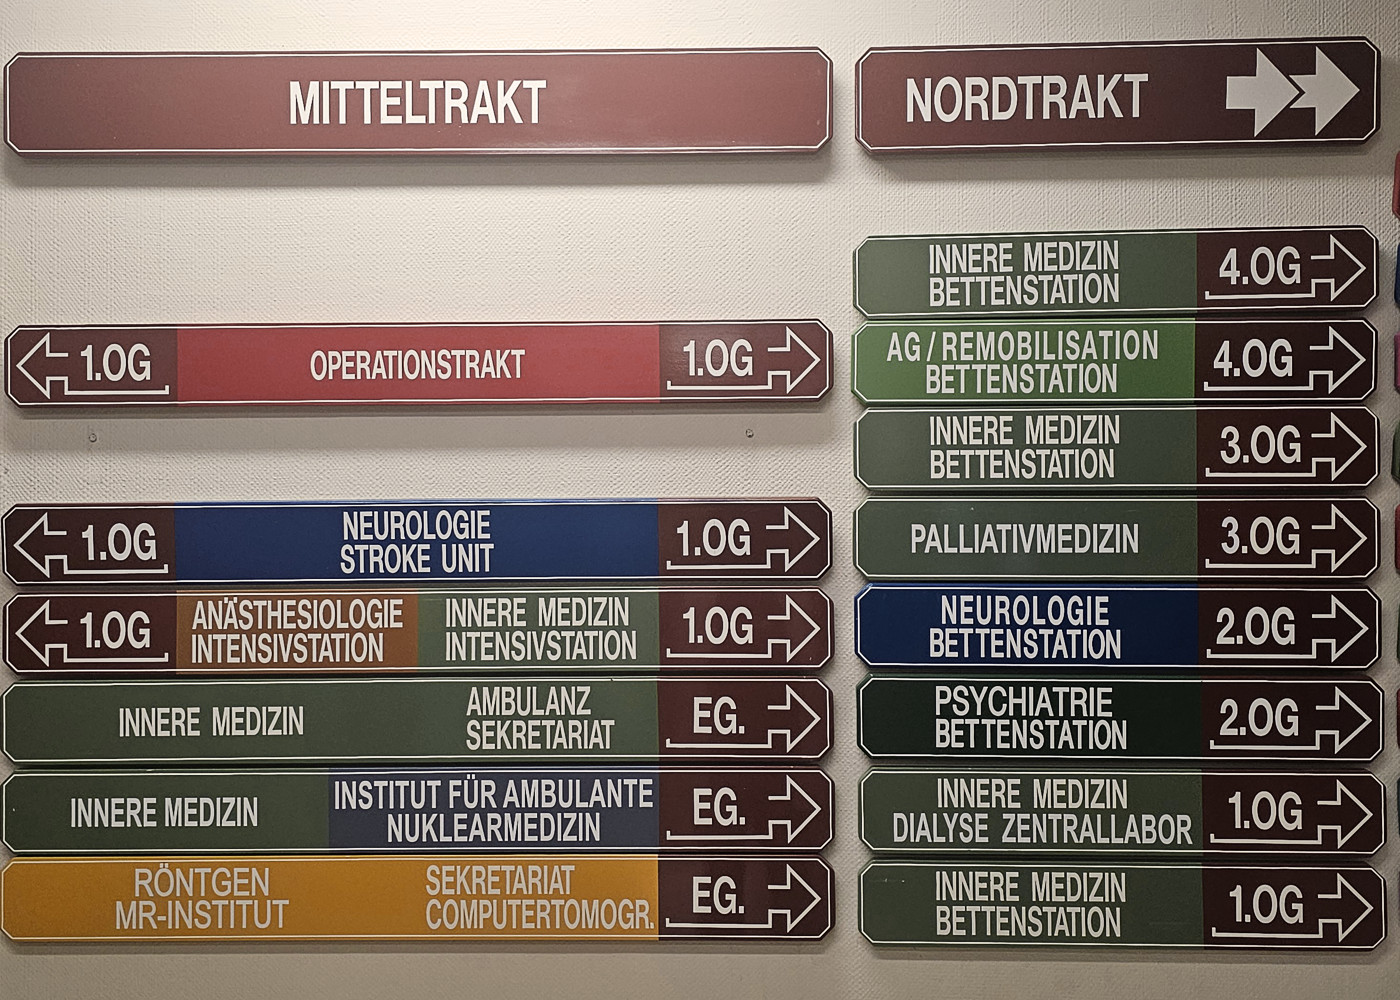 MITTELTRAKT
1.OG OPERATIONSTRAKT 1.OG
1.OG NEUROLOGIE STROKE UNIT 1.OG
1.OG ANÄSTHESIOLOGIE INTENSIVSTATION INNERE MEDIZIN INTENSIVSTATION 1.OG
INNERE MEDIZIN AMBULANZ SEKRETARIAT EG.
INNERE MEDIZIN INSTITUT FÜR AMBULANTE NUKLEARMEDIZIN EG.
RÖNTGEN MR-INSTITUT SEKRETARIAT COMPUTERTOMOGR. EG.
NORDTRAKT
INNERE MEDIZIN
BETTENSTATION 4.OG
AG / REMOBILISATION
BETTENSTATION 4.OG
INNERE MEDIZIN
BETTENSTATION 3.OG
PALLIATIVMEDIZIN 3.OG
NEUROLOGIE
BETTENSTATION 2.OG
PSYCHIATRIE
BETTENSTATION 2.OG
INNERE MEDIZIN
DIALYSE ZENTRALLABOR 1.OG
INNERE MEDIZIN
BETTENSTATION 1.OG